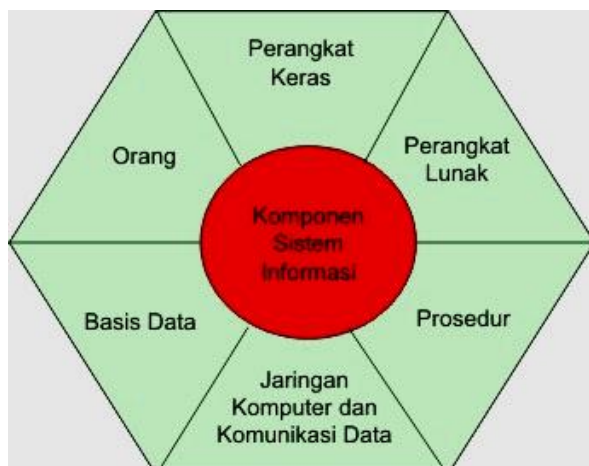 Perangkat
Keras
Orang
Perangkat
Lunak
Komponen
Sistem
Informasi
Basis Data
Prosedur
Jaringan
Komputer dan
Komunikasi Data